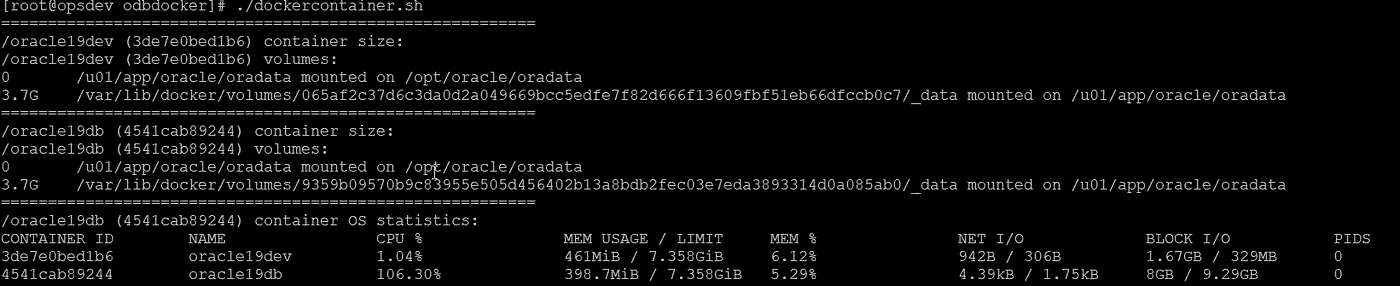 [root@opsdev odbdocker]# ./dockercontainer.sh
=========================================================
/oracle19dev (3de7e0bed1b6) container size:
/oracle19dev (3de7e0bed1b6) volumes:
0 /u01/app/oracle/oradata mounted on /opt/oracle/oradata
3.7G /var/lib/docker/volumes/065af2c37d6c3da0d2a049669bcc5edfe7f82d666f13609fbf51eb66dfccb0c7/_data mounted on /u01/app/oracle/oradata
=========================================================
/oracle19db (4541cab89244) container size:
/oracle19db (4541cab89244) volumes:
0 /u01/app/oracle/oradata mounted on /opt/oracle/oradata
3.7G /var/lib/docker/volumes/9359b09570b9c83955e505d456402b13a8bdb2fec03e7eda3893314d0a085ab0/_data mounted on /u01/app/oracle/oradata
=========================================================
/oracle19db (4541cab89244) container OS statistics:
CONTAINER ID NAME CPU % MEM USAGE / LIMIT MEM % NET I/O BLOCK I/O PIDS
3de7e0bed1b6 oracle19dev 1.04% 461MiB / 7.358GiB 6.12% 942B / 306B 1.67GB / 329MB 0
4541cab89244 oracle19db 106.30% 398.7MiB / 7.358GiB 5.29% 4.39kB / 1.75kB 8GB / 9.29GB 0